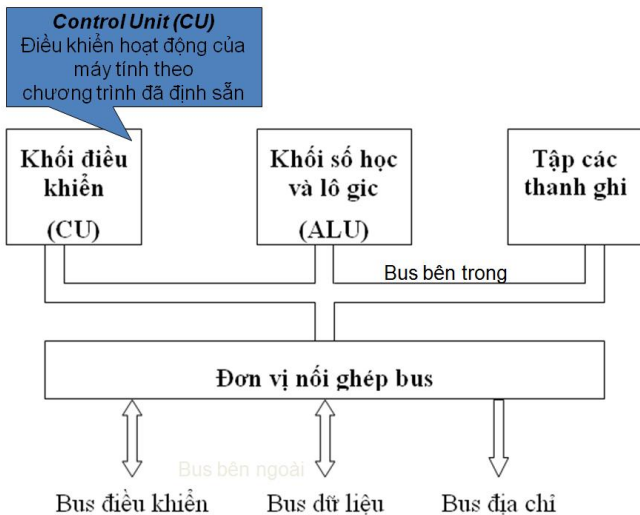 Control Unit (CU)
Điều khiển hoạt động của
máy tính theo
chương trình đã định sẵn
Khối điều
khiển
(CU)
Khối số học
và lô gic
(ALU)
Tập các
thanh ghi
Bus bên trong
Đơn vị nối ghép bus
Bus bên ngoài
Bus điều khiển
Bus dữ liệu
Bus địa chỉ